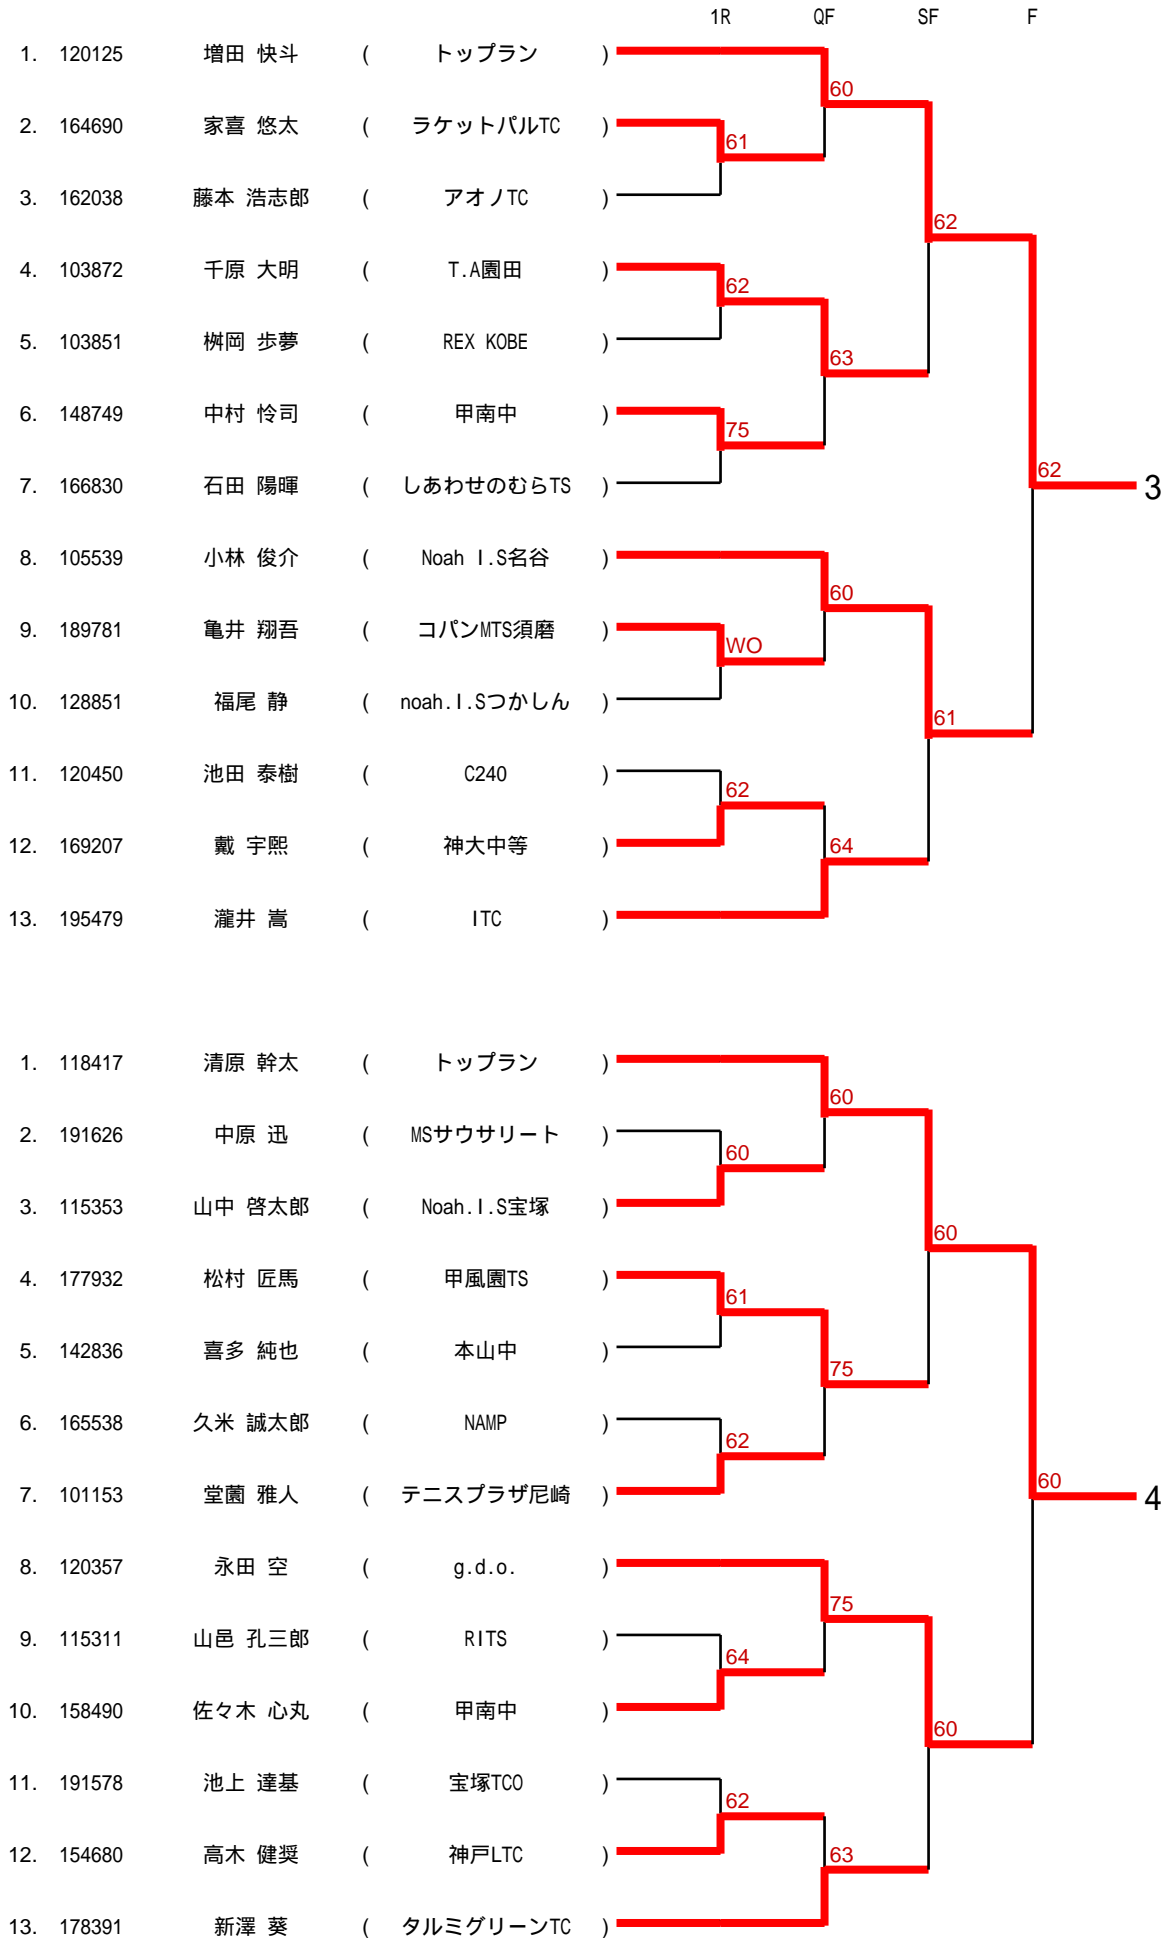 1R QF SF F
1. 120125 増田 快斗 ( トップラン )
60
2. 164690 家喜 悠太 ( ラケットパルTC )
61
3. 162038 藤本 浩志郎 ( アオノTC )
62
4. 103872 千原 大明 ( T.A園田 )
62
5. 103851 桝岡 歩夢 ( REX KOBE )
63
6. 148749 中村 怜司 ( 甲南中 )
75
62
7. 166830 石田 陽暉 ( しあわせのむらTS )
3
8. 105539 小林 俊介 ( Noah I.S名谷 )
60
9. 189781 亀井 翔吾 ( コパンMTS須磨 )
WO
10. 128851 福尾 静 ( noah.I.Sつかしん )
61
11. 120450 池田 泰樹 ( C240 )
62
12. 169207 戴 宇熙 ( 神大中等 )
64
13. 195479 瀧井 嵩 ( ITC )
1. 118417 清原 幹太 ( トップラン )
60
2. 191626 中原 迅 ( MSサウサリート )
60
3. 115353 山中 啓太郎 ( Noah.I.S宝塚 )
60
4. 177932 松村 匠馬 ( 甲風園TS )
61
5. 142836 喜多 純也 ( 本山中 )
75
6. 165538 久米 誠太郎 ( NAMP )
62
60
7. 101153 堂薗 雅人 ( テニスプラザ尼崎 )
4
8. 120357 永田 空 ( g.d.o. )
75
9. 115311 山邑 孔三郎 ( RITS )
64
10. 158490 佐々木 心丸 ( 甲南中 )
60
11. 191578 池上 達基 ( 宝塚TCO )
62
12. 154680 高木 健奨 ( 神戸LTC )
63
13. 178391 新澤 葵 ( タルミグリーンTC )